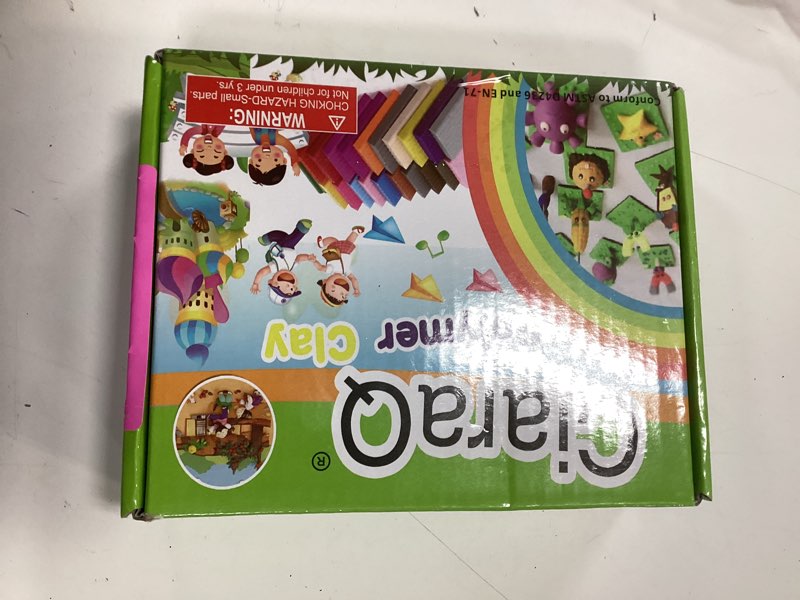 CiaraQ®
Polymer Clay
Conform to ASTM D4236 and EN-71
WARNING:
CHOKING HAZARD-Small parts.
Not for children under 3 yrs.